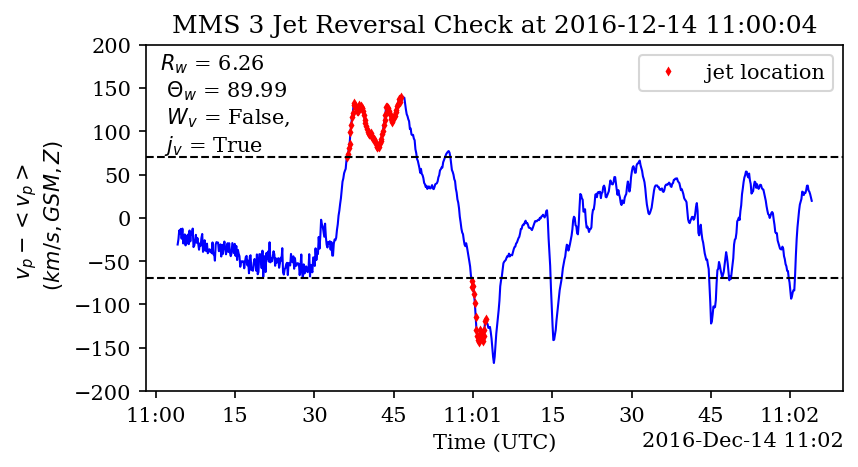 MMS 3 Jet Reversal Check at 2016-12-14 11:00:04
R_w = 6.26
Θ_w = 89.99
W_v = False,
j_v = True
jet location
v_p − < v_p >
(km/s, GSM, Z)
200
150
100
50
0
−50
−100
−150
−200
11:00 15 30 45 11:01 15 30 45 11:02
Time (UTC)
2016-Dec-14 11:02